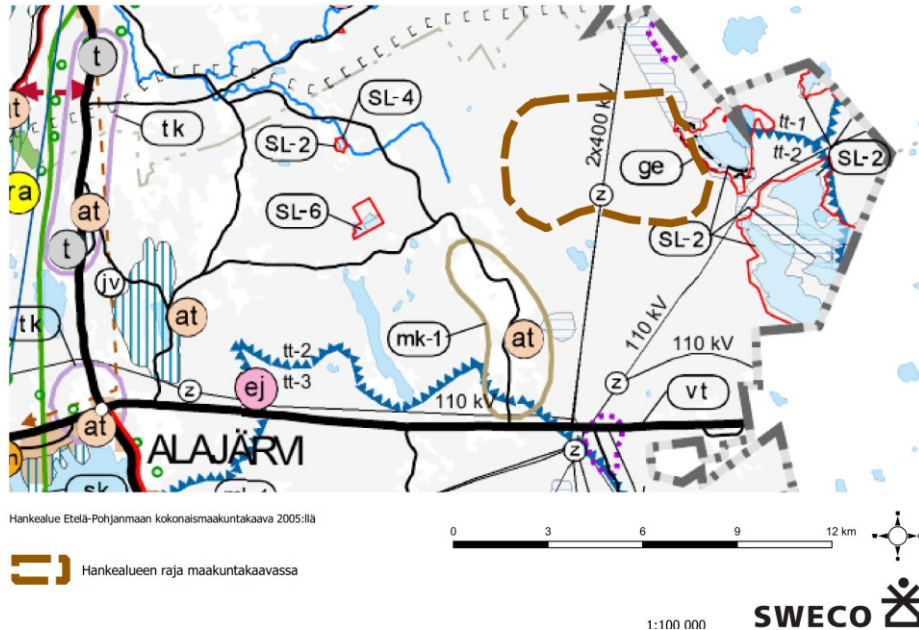 t
SL-4
tk
SL-2
2x400 kV
tt-1
tt-2
SL-2
at
ra
ge
at
SL-6
z
t
SL-2
jv
tk
at
mk-1
at
110 kV
110 kV
tt-2
tt-3
z
ej
110 kV
z
vt
at
ALAJÄRVI
z
sk
Hankealue Etelä-Pohjanmaan kokonaismaakuntakaava 2005:llä
0 3 6 9 12 km
Hankealueen raja maakuntakaavassa
1:100 000
SWECO